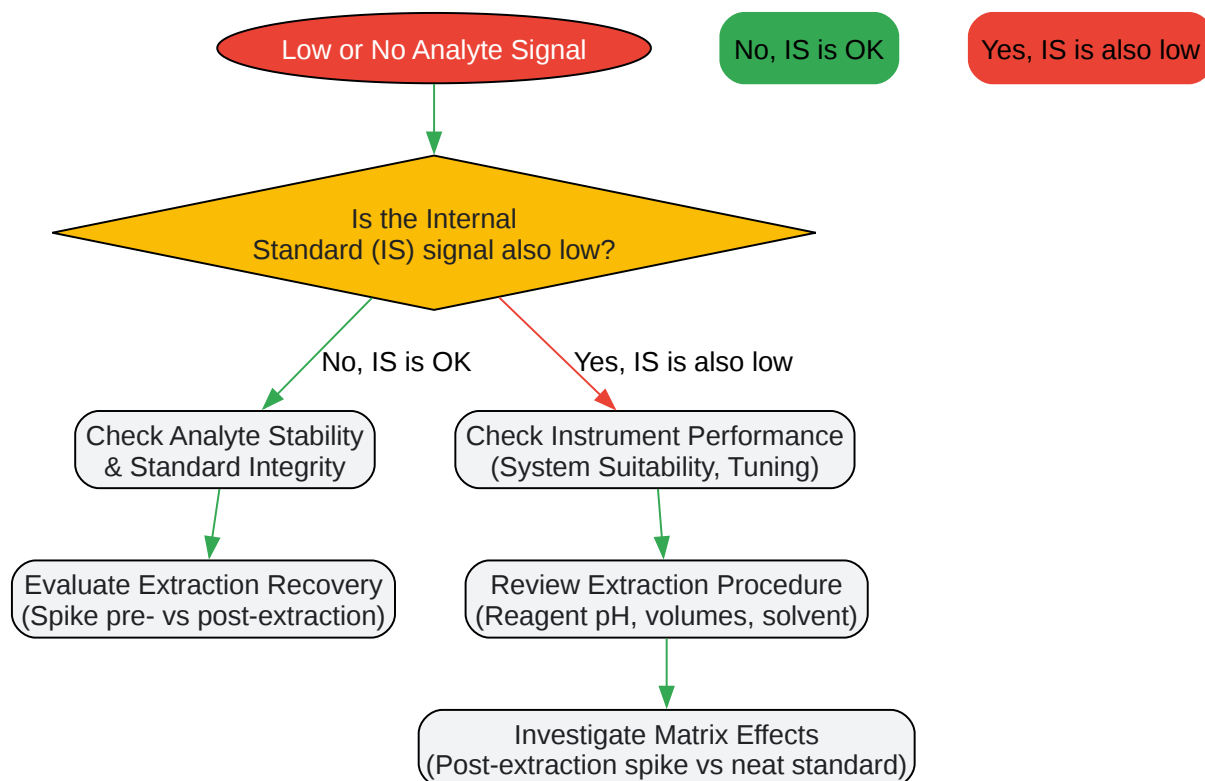 Low or No Analyte Signal
No, IS is OK
Yes, IS is also low
Is the Internal
Standard (IS) signal also low?
No, IS is OK
Yes, IS is also low
Check Analyte Stability
& Standard Integrity
Check Instrument Performance
(System Suitability, Tuning)
Evaluate Extraction Recovery
(Spike pre- vs post-extraction)
Review Extraction Procedure
(Reagent pH, volumes, solvent)
Investigate Matrix Effects
(Post-extraction spike vs neat standard)